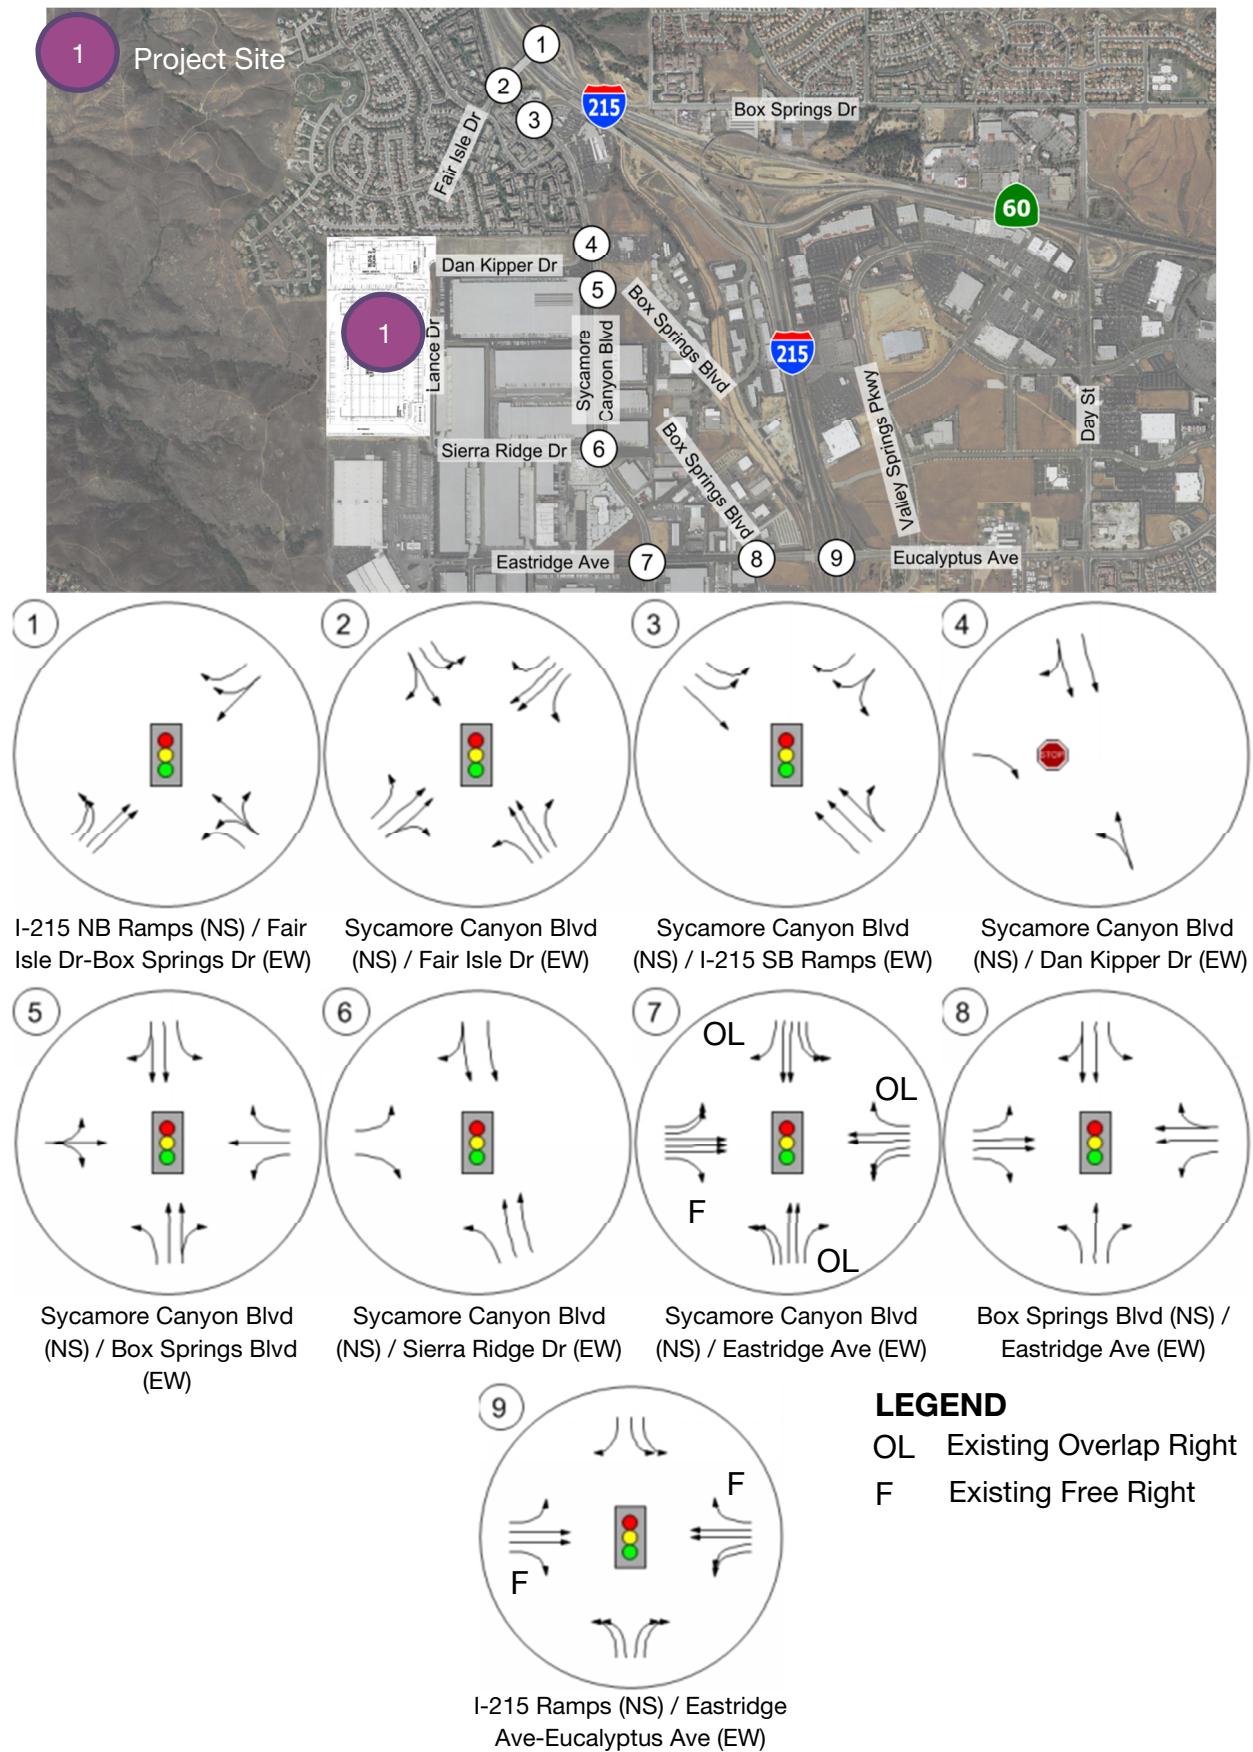 1 Project Site
1
2
3
215
Box Springs Dr
Fair Isle Dr
60
4
Dan Kipper Dr
5
1
Lance Dr
Sycamore
Canyon Blvd
Box Springs Blvd
215
Valley Springs Pkwy
Day St
Sierra Ridge Dr
6
Box Springs Blvd
Eastridge Ave
7
8
9
Eucalyptus Ave
1
I-215 NB Ramps (NS) / Fair
Isle Dr-Box Springs Dr (EW)
2
Sycamore Canyon Blvd
(NS) / Fair Isle Dr (EW)
3
Sycamore Canyon Blvd
(NS) / I-215 SB Ramps (EW)
4
STOP
Sycamore Canyon Blvd
(NS) / Dan Kipper Dr (EW)
5
Sycamore Canyon Blvd
(NS) / Box Springs Blvd
(EW)
6
Sycamore Canyon Blvd
(NS) / Sierra Ridge Dr (EW)
7
OL
OL
F
OL
Sycamore Canyon Blvd
(NS) / Eastridge Ave (EW)
8
Box Springs Blvd (NS) /
Eastridge Ave (EW)
9
F
F
I-215 Ramps (NS) / Eastridge
Ave-Eucalyptus Ave (EW)
LEGEND
OL Existing Overlap Right
F Existing Free Right